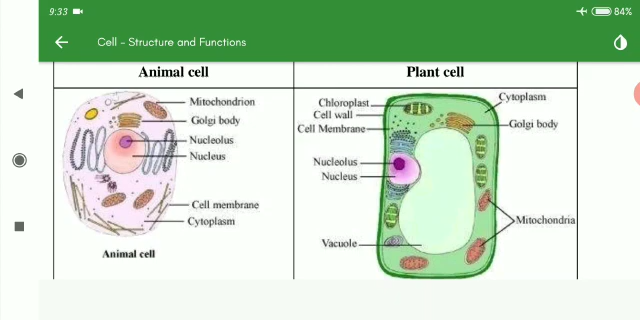 9:33
84%
Cell - Structure and Functions
Animal cell
Plant cell
Mitochondrion
Golgi body
Nucleolus
Nucleus
Cell membrane
Cytoplasm
Animal cell
Chloroplast
Cell wall
Cell Membrane
Nucleolus
Nucleus
Vacuole
Cytoplasm
Golgi body
Mitochondria